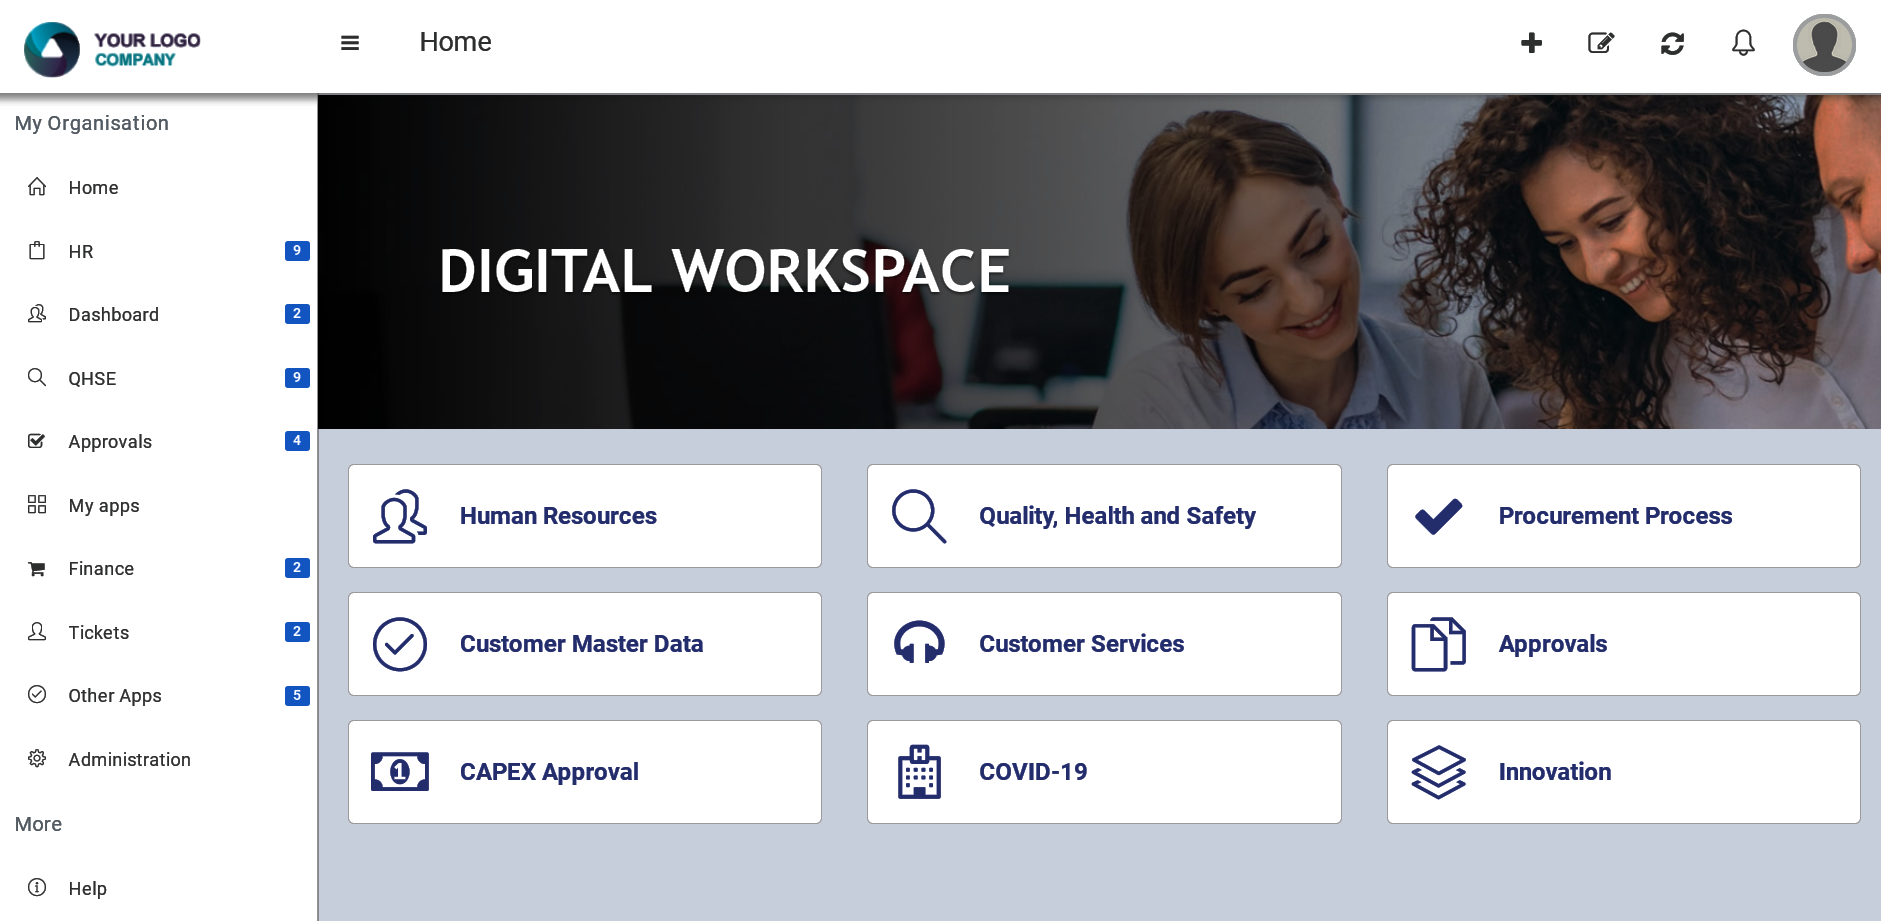 YOUR LOGO
COMPANY
Home
My Organisation
Home
HR 9
Dashboard 2
QHSE 9
Approvals 4
My apps
Finance 2
Tickets 2
Other Apps 5
Administration
More
Help
DIGITAL WORKSPACE
Human Resources
Quality, Health and Safety
Procurement Process
Customer Master Data
Customer Services
Approvals
1
CAPEX Approval
H
COVID-19
Innovation